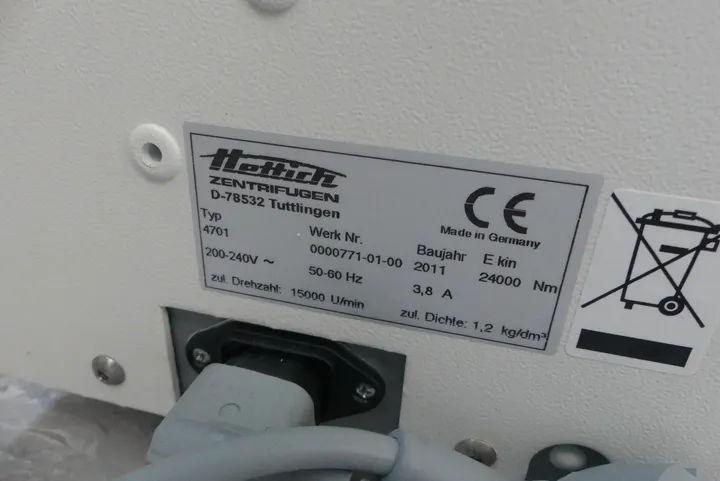 Hettich
ZENTRIFUGEN
D-78532 Tuttlingen
CE
Made in Germany
Typ Werk Nr. Baujahr E kin
4701 0000771-01-00 2011 24000 Nm
200-240V ~ 50-60 Hz 3,8 A
zul. Drehzahl: 15000 U/min zul. Dichte: 1,2 kg/dm³